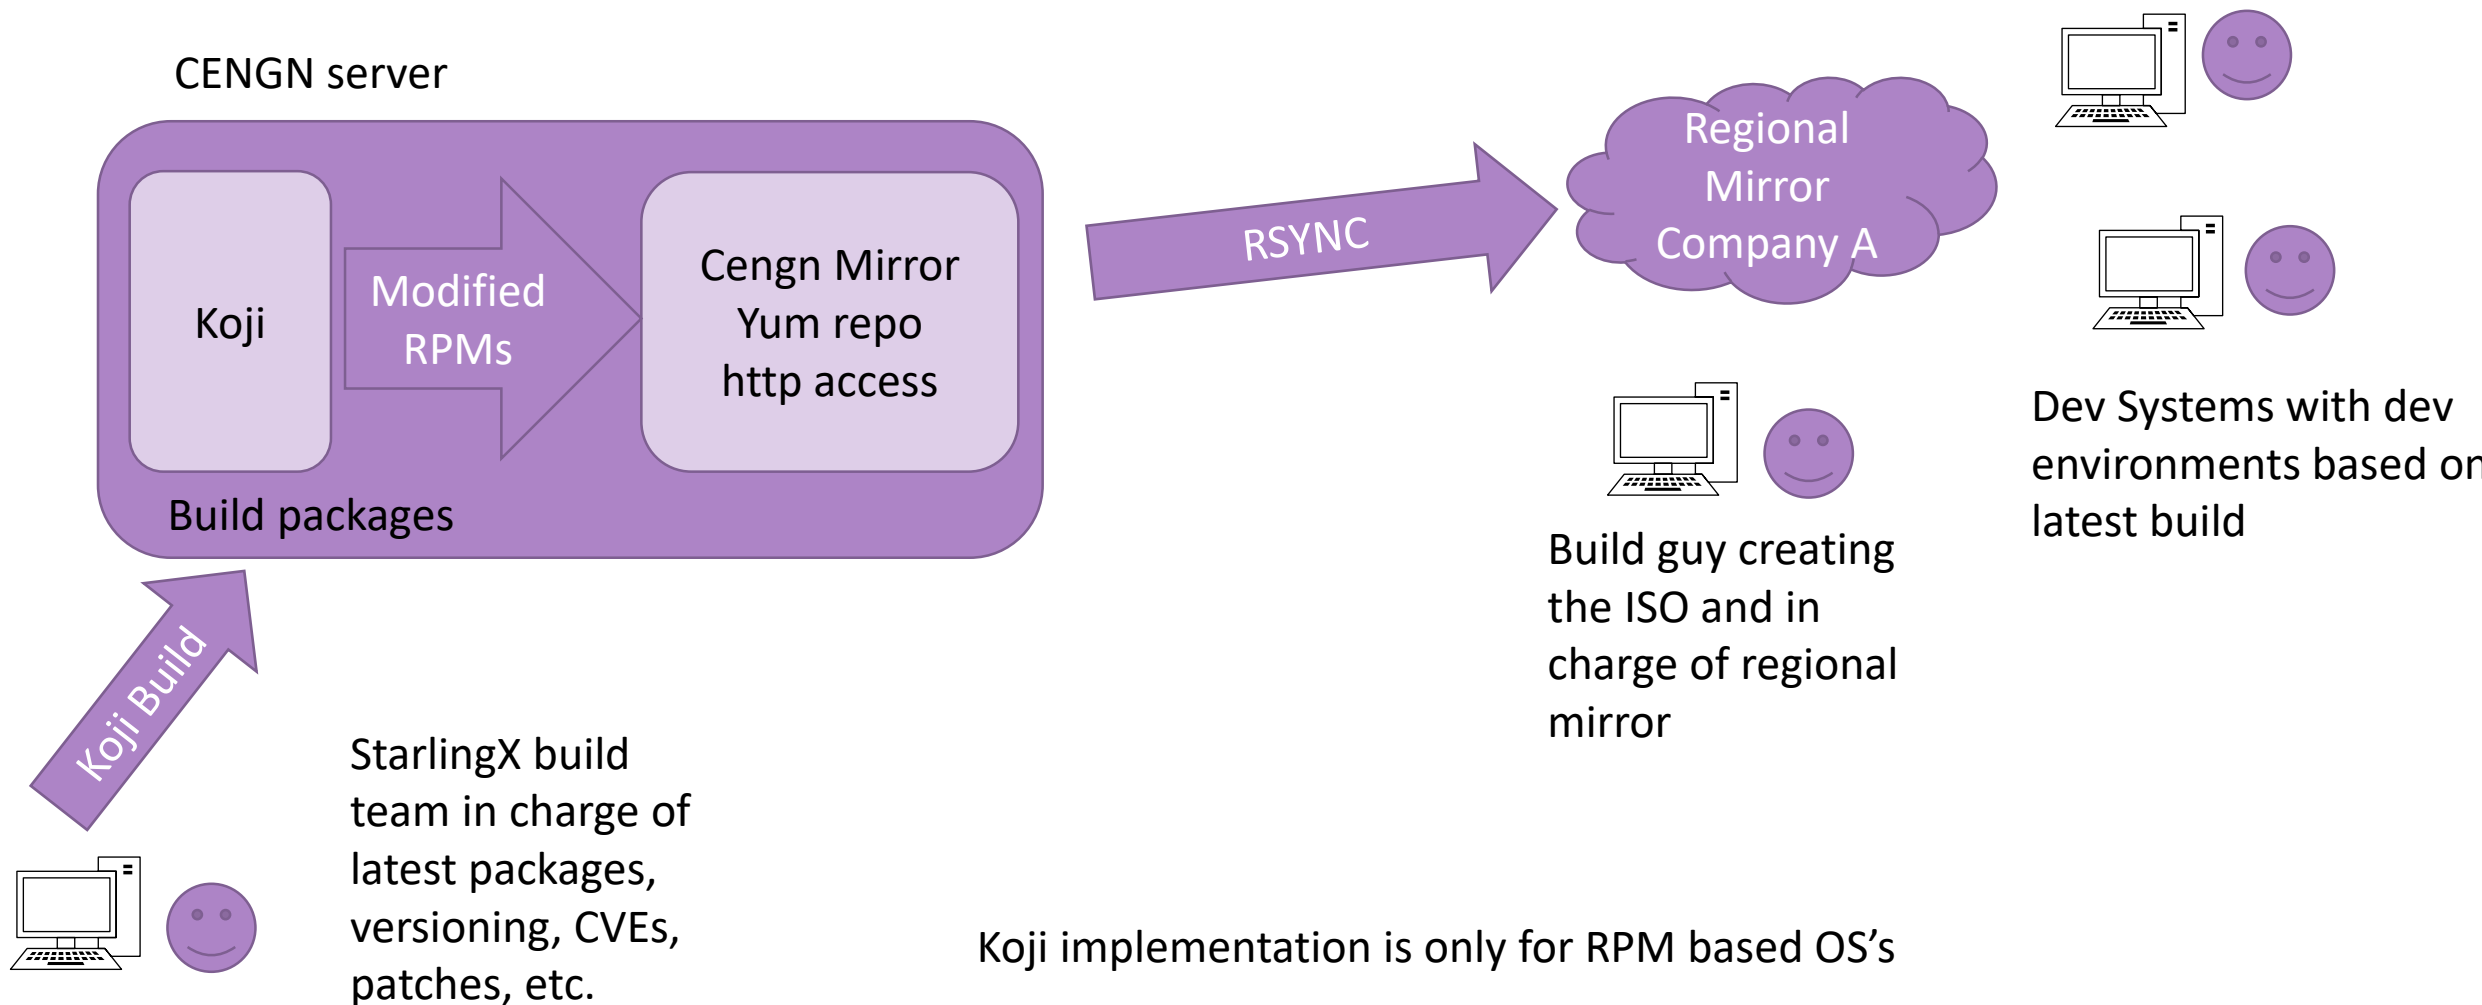 CENGN server
Koji
Modified
RPMs
Cengn Mirror
Yum repo
http access
Build packages
Koji Build
StarlingX build
team in charge of
latest packages,
versioning, CVEs,
patches, etc.
RSYNC
Regional
Mirror
Company A
Build guy creating
the ISO and in
charge of regional
mirror
Dev Systems with dev
environments based on
latest build
Koji implementation is only for RPM based OS’s